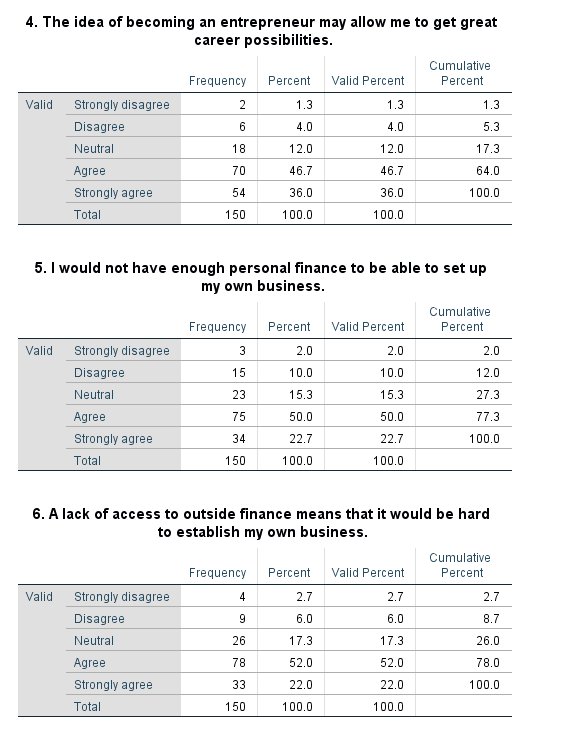 4. The idea of becoming an entrepreneur may allow me to get great
career possibilities.
Cumulative
Frequency Percent Valid Percent Percent
Valid Strongly disagree 2 1.3 1.3 1.3
Disagree 6 4.0 4.0 5.3
Neutral 18 12.0 12.0 17.3
Agree 70 46.7 46.7 64.0
Strongly agree 54 36.0 36.0 100.0
Total 150 100.0 100.0
5. I would not have enough personal finance to be able to set up
my own business.
Cumulative
Frequency Percent Valid Percent Percent
Valid Strongly disagree 3 2.0 2.0 2.0
Disagree 15 10.0 10.0 12.0
Neutral 23 15.3 15.3 27.3
Agree 75 50.0 50.0 77.3
Strongly agree 34 22.7 22.7 100.0
Total 150 100.0 100.0
6. A lack of access to outside finance means that it would be hard
to establish my own business.
Cumulative
Frequency Percent Valid Percent Percent
Valid Strongly disagree 4 2.7 2.7 2.7
Disagree 9 6.0 6.0 8.7
Neutral 26 17.3 17.3 26.0
Agree 78 52.0 52.0 78.0
Strongly agree 33 22.0 22.0 100.0
Total 150 100.0 100.0